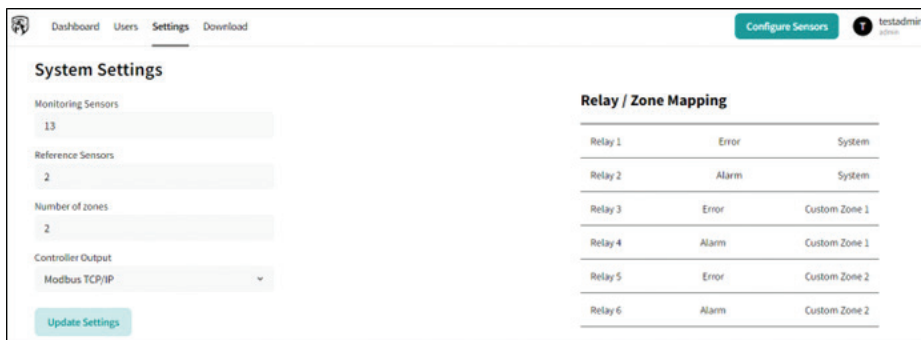 Dashboard Users Settings Download Configure Sensors T testadmin
admin
System Settings
Monitoring Sensors
13
Reference Sensors
2
Number of zones
2
Controller Output
Modbus TCP/IP
Update Settings
Relay / Zone Mapping
Relay 1 Error System
Relay 2 Alarm System
Relay 3 Error Custom Zone 1
Relay 4 Alarm Custom Zone 1
Relay 5 Error Custom Zone 2
Relay 6 Alarm Custom Zone 2